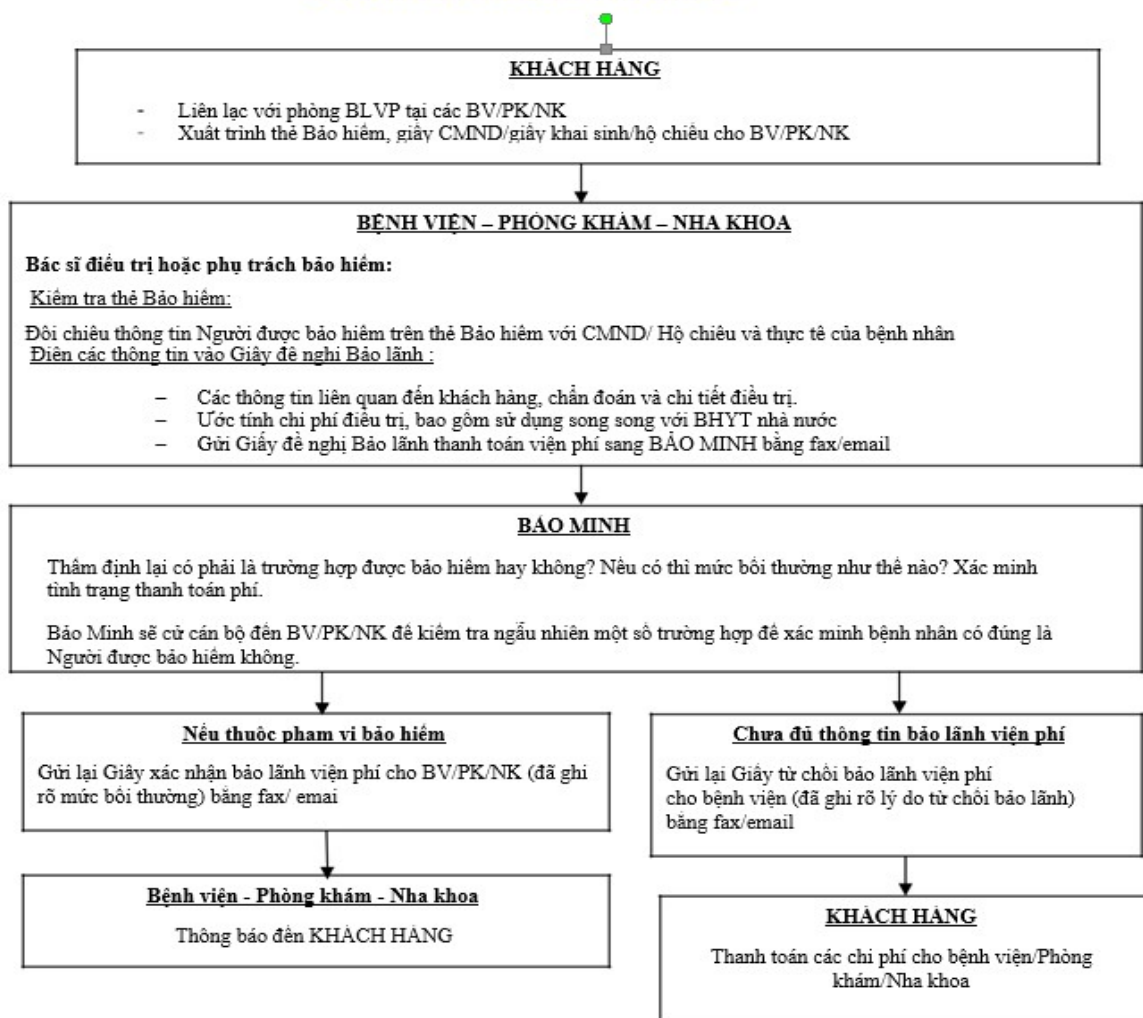 KHÁCH HÀNG
- Liên lạc với phòng BLVP tại các BV/PK/NK
- Xuất trình thẻ Bảo hiểm, giấy CMND/giấy khai sinh/hộ chiếu cho BV/PK/NK
BỆNH VIỆN – PHÒNG KHÁM – NHA KHOA
Bác sĩ điều trị hoặc phụ trách bảo hiểm:
Kiểm tra thẻ Bảo hiểm:
Đối chiếu thông tin Người được bảo hiểm trên thẻ Bảo hiểm với CMND/ Hộ chiếu và thực tế của bệnh nhân
Điền các thông tin vào Giấy đề nghị Bảo lãnh :
– Các thông tin liên quan đến khách hàng, chẩn đoán và chi tiết điều trị.
– Ước tính chi phí điều trị, bao gồm sử dụng song song với BHYT nhà nước
– Gửi Giấy đề nghị Bảo lãnh thanh toán viện phí sang BẢO MINH bằng fax/email
BẢO MINH
Thẩm định lại có phải là trường hợp được bảo hiểm hay không? Nếu có thì mức bồi thường như thế nào? Xác minh
tình trạng thanh toán phí.
Bảo Minh sẽ cử cán bộ đến BV/PK/NK để kiểm tra ngẫu nhiên một số trường hợp để xác minh bệnh nhân có đúng là
Người được bảo hiểm không.
Nếu thuộc phạm vi bảo hiểm
Gửi lại Giấy xác nhận bảo lãnh viện phí cho BV/PK/NK (đã ghi
rõ mức bồi thường) bằng fax/ emai
Chưa đủ thông tin bảo lãnh viện phí
Gửi lại Giấy từ chối bảo lãnh viện phí
cho bệnh viện (đã ghi rõ lý do từ chối bảo lãnh)
bằng fax/email
Bệnh viện - Phòng khám - Nha khoa
Thông báo đến KHÁCH HÀNG
KHÁCH HÀNG
Thanh toán các chi phí cho bệnh viện/Phòng
khám/Nha khoa